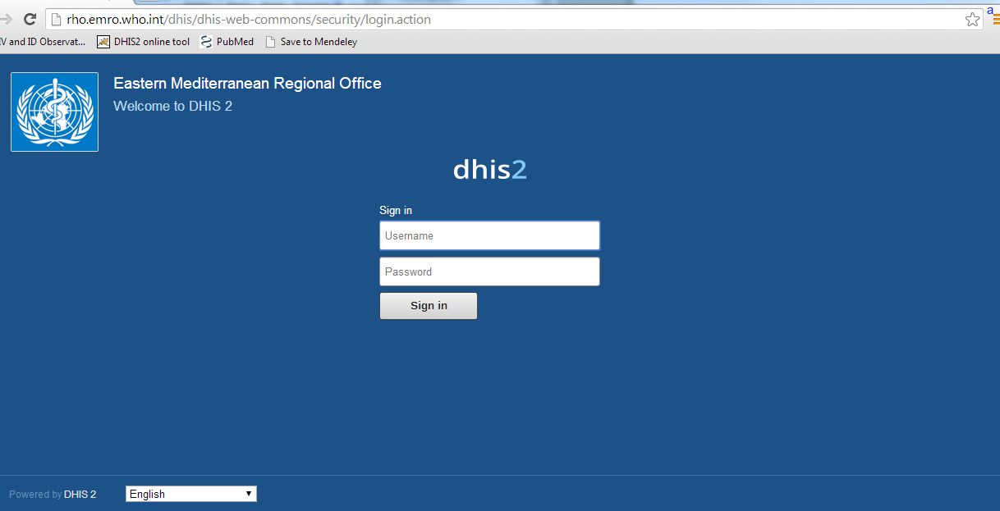 rho.emro.who.int/dhis/dhis-web-commons/security/login.action
a
V and ID Observat... DHIS2 online tool PubMed Save to Mendeley
Eastern Mediterranean Regional Office
Welcome to DHIS 2
dhis2
Sign in
Username
Password
Sign in
Powered by DHIS 2 English